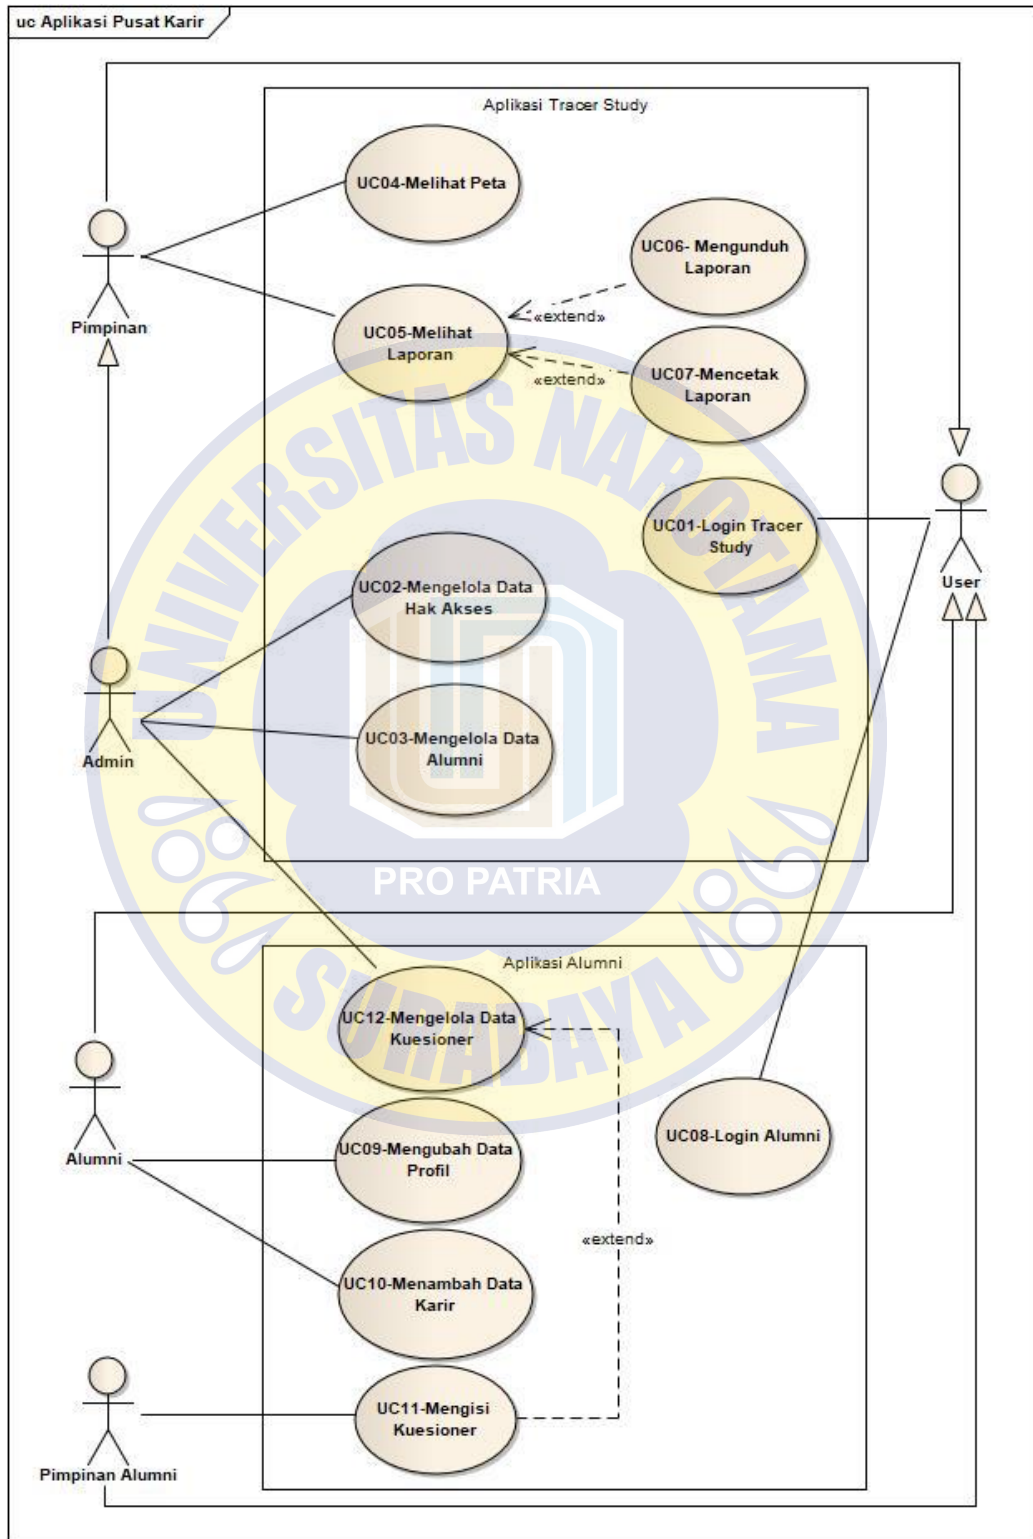 uc Aplikasi Pusat Karir
Aplikasi Tracer Study
UC04-Melihat Peta
UC06- Mengunduh
Laporan
Pimpinan
UC05-Melihat
Laporan
«extend»
UC07-Mencetak
Laporan
«extend»
UNIVERSITAS NAROTAMA
UC01-Login Tracer
Study
User
UC02-Mengelola Data
Hak Akses
UC03-Mengelola Data
Alumni
Admin
PRO PATRIA
SURABAYA
Aplikasi Alumni
UC12-Mengelola Data
Kuesioner
UC08-Login Alumni
Alumni
UC09-Mengubah Data
Profil
«extend»
UC10-Menambah Data
Karir
UC11-Mengisi
Kuesioner
Pimpinan Alumni